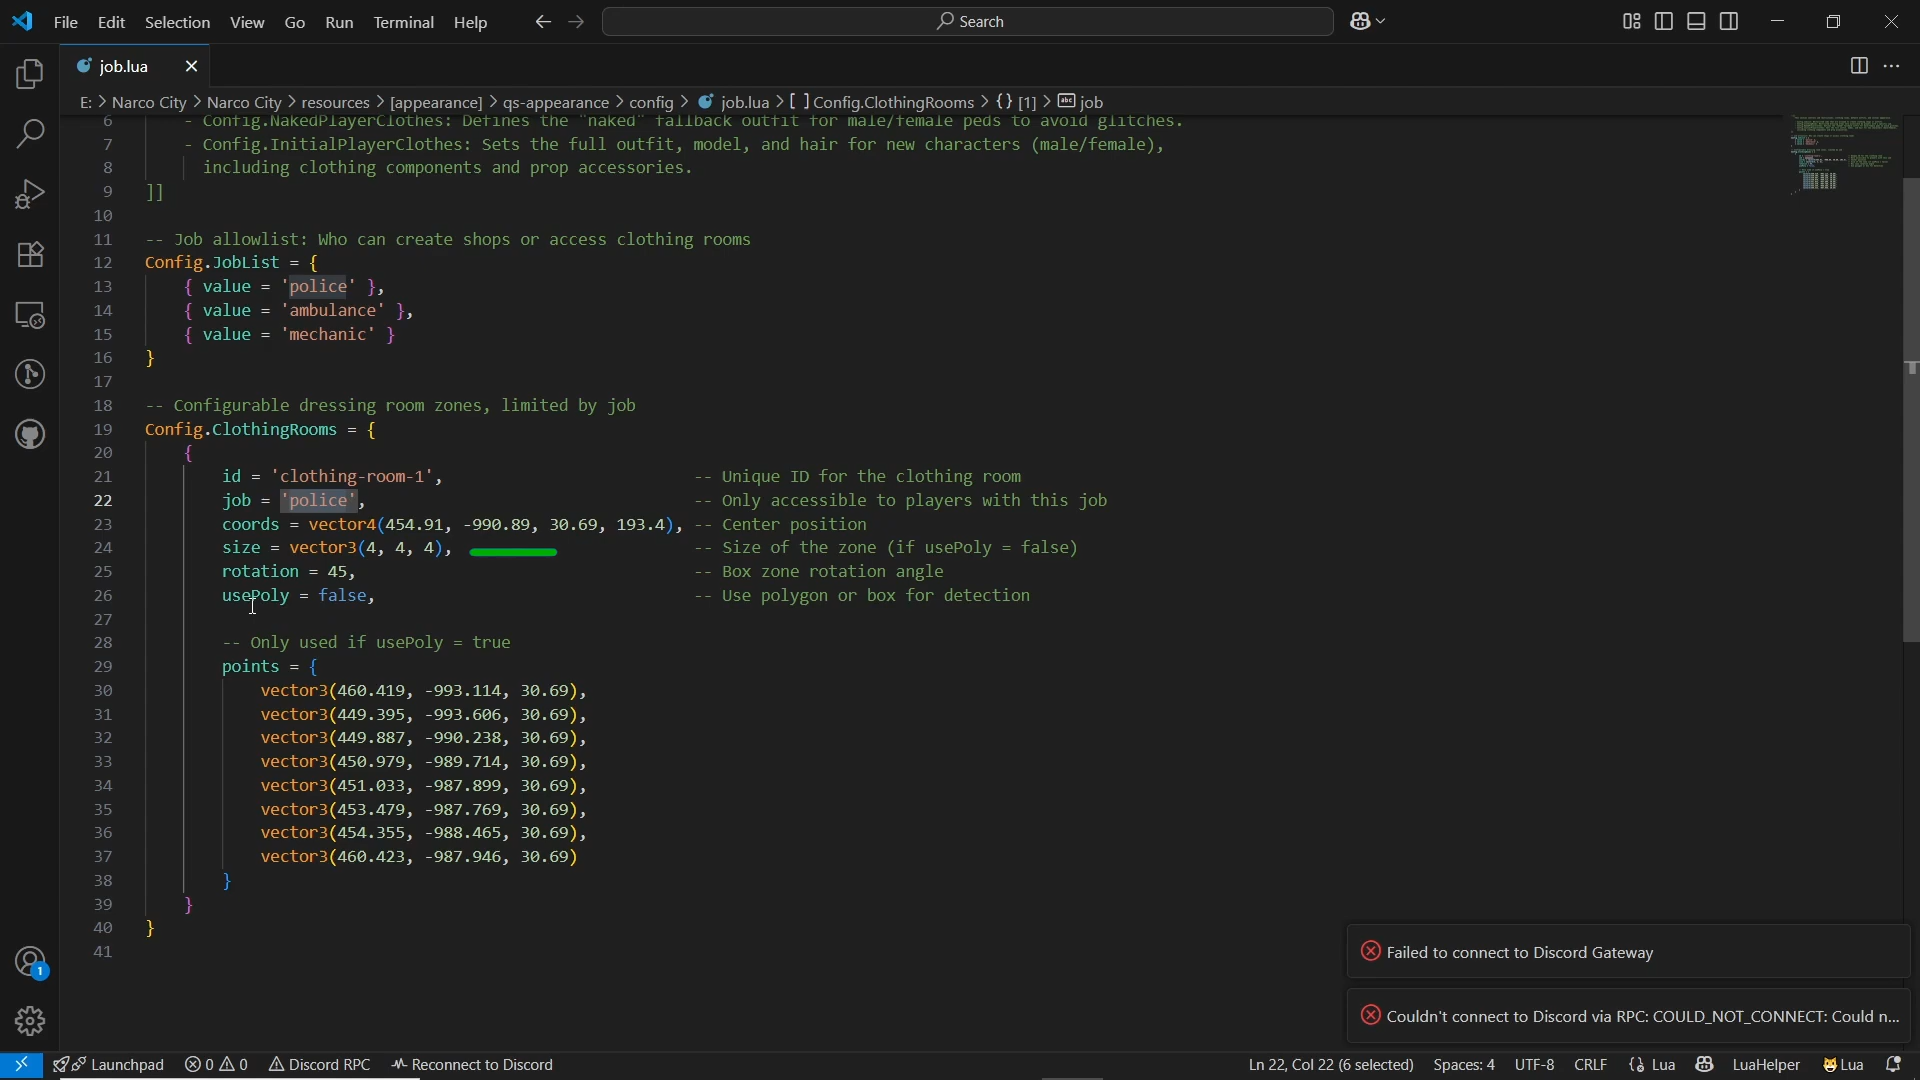 File Edit Selection View Go Run Terminal Help
Search
job.lua
E: > Narco City > Narco City > resources > [appearance] > qs-appearance > config > job.lua > [ ] Config.ClothingRooms > {} [1] > abc job
6 - Config.NakedPlayerClothes: Defines the "naked" fallback outfit for male/female peds to avoid glitches.
7 - Config.InitialPlayerClothes: Sets the full outfit, model, and hair for new characters (male/female),
8 including clothing components and prop accessories.
9 ]]
10
11 -- Job allowlist: Who can create shops or access clothing rooms
12 Config.JobList = {
13 { value = 'police' },
14 { value = 'ambulance' },
15 { value = 'mechanic' }
16 }
17
18 -- Configurable dressing room zones, limited by job
19 Config.ClothingRooms = {
20 {
21 id = 'clothing-room-1', -- Unique ID for the clothing room
22 job = 'police', -- Only accessible to players with this job
23 coords = vector4(454.91, -990.89, 30.69, 193.4), -- Center position
24 size = vector3(4, 4, 4), -- Size of the zone (if usePoly = false)
25 rotation = 45, -- Box zone rotation angle
26 usePoly = false, -- Use polygon or box for detection
27
28 -- Only used if usePoly = true
29 points = {
30 vector3(460.419, -993.114, 30.69),
31 vector3(449.395, -993.606, 30.69),
32 vector3(449.887, -990.238, 30.69),
33 vector3(450.979, -989.714, 30.69),
34 vector3(451.033, -987.899, 30.69),
35 vector3(453.479, -987.769, 30.69),
36 vector3(454.355, -988.465, 30.69),
37 vector3(460.423, -987.946, 30.69)
38 }
39 }
40 }
41
Failed to connect to Discord Gateway
Couldn't connect to Discord via RPC: COULD_NOT_CONNECT: Could n...
1
Launchpad 0 0 Discord RPC Reconnect to Discord Ln 22, Col 22 (6 selected) Spaces: 4 UTF-8 CRLF {} Lua LuaHelper Lua